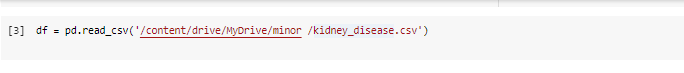 [3] df = pd.read_csv('/content/drive/MyDrive/minor /kidney_disease.csv')